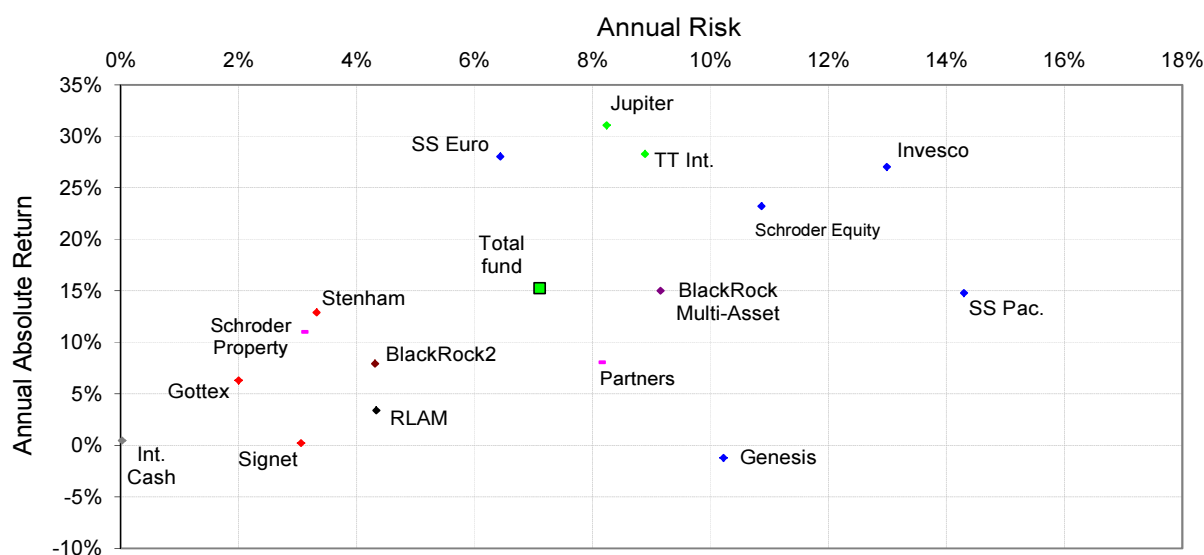 Annual Risk
0%
2%
4%
6%
8%
10%
12%
14%
16%
18%
Annual Absolute Return
35%
30%
25%
20%
15%
10%
5%
0%
-5%
-10%
Jupiter
SS Euro
TT Int.
Invesco
Schroder Equity
Total
fund
Stenham
BlackRock
Multi-Asset
SS Pac.
Schroder
Property
BlackRock2
Partners
Gottex
RLAM
Int.
Cash
Signet
Genesis